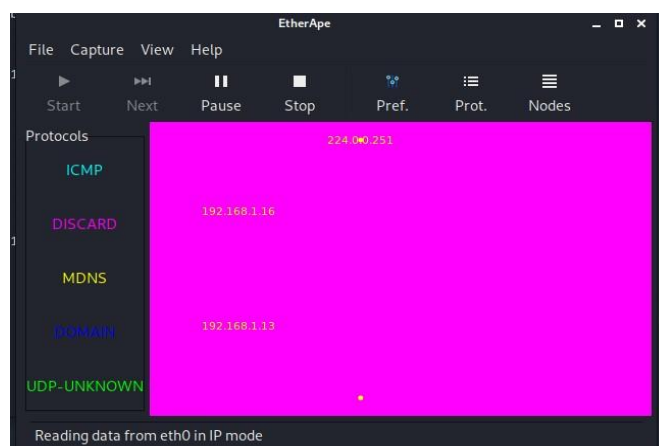 EtherApe
File Capture View Help
Start Next Pause Stop Pref. Prot. Nodes
Protocols
ICMP
DISCARD
MDNS
DOMAIN
UDP-UNKNOWN
224.0.0.251
192.168.1.16
192.168.1.13
Reading data from eth0 in IP mode